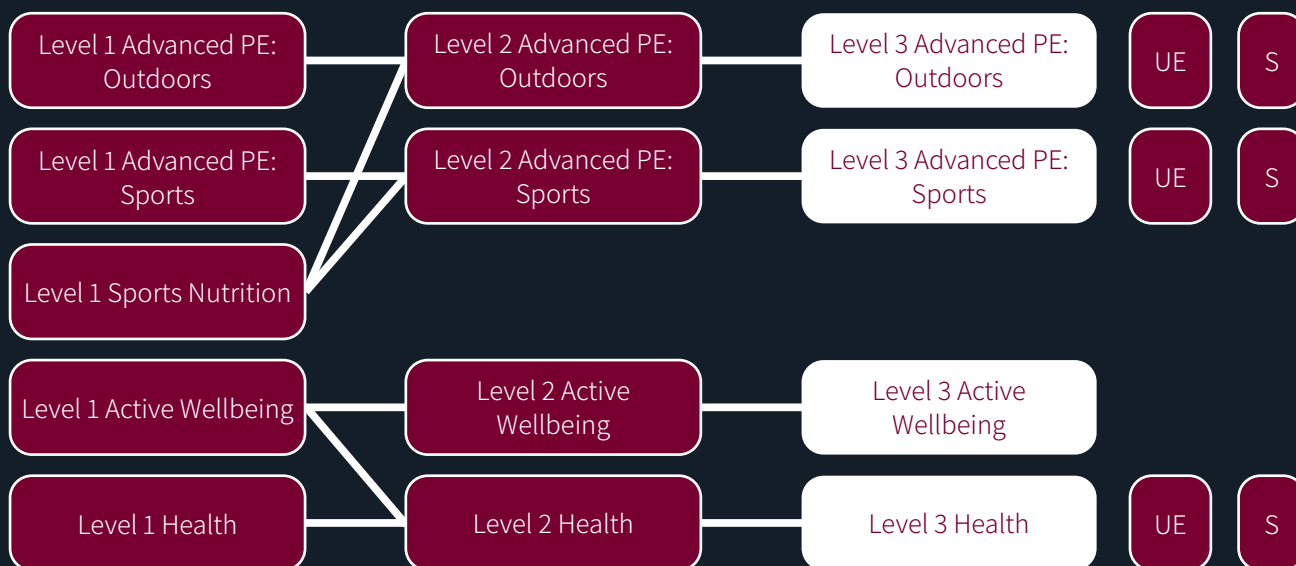 Level 1 Advanced PE:
Outdoors
Level 2 Advanced PE:
Outdoors
Level 3 Advanced PE:
Outdoors
UE
S
Level 1 Advanced PE:
Sports
Level 2 Advanced PE:
Sports
Level 3 Advanced PE:
Sports
UE
S
Level 1 Sports Nutrition
Level 1 Active Wellbeing
Level 2 Active
Wellbeing
Level 3 Active
Wellbeing
Level 1 Health
Level 2 Health
Level 3 Health
UE
S